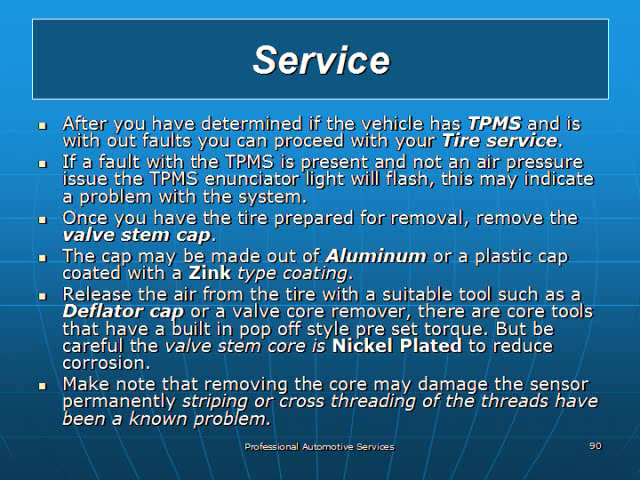 Service
After you have determined if the vehicle has TPMS and is
with out faults you can proceed with your Tire service.
If a fault with the TPMS is present and not an air pressure
issue the TPMS enunciator light will flash, this may indicate
a problem with the system.
Once you have the tire prepared for removal, remove the
valve stem cap.
The cap may be made out of Aluminum or a plastic cap
coated with a Zink type coating.
Release the air from the tire with a suitable tool such as a
Deflator cap or a valve core remover, there are core tools
that have a built in pop off style pre set torque. But be
careful the valve stem core is Nickel Plated to reduce
corrosion.
Make note that removing the core may damage the sensor
permanently striping or cross threading of the threads have
been a known problem.
Professional Automotive Services
90